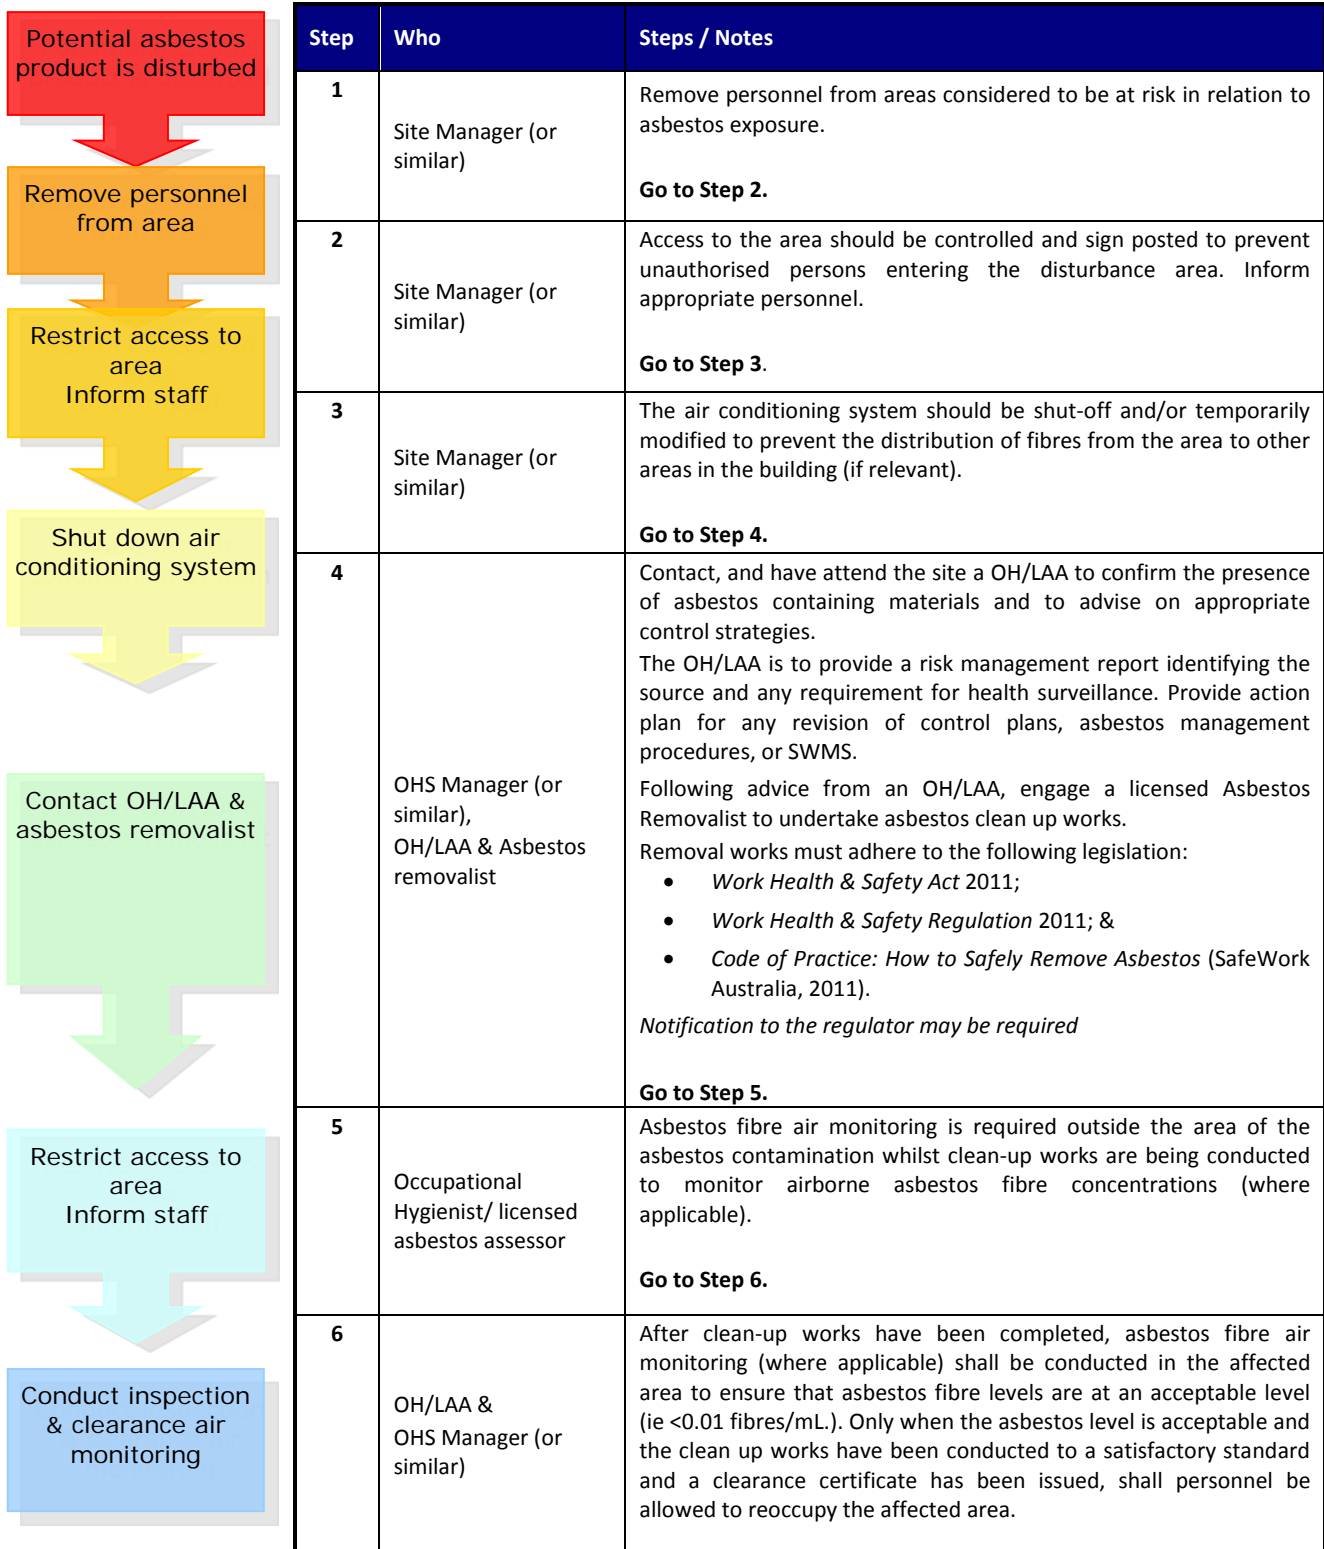 Potential asbestos
product is disturbed
Remove personnel
from area
Restrict access to
area
Inform staff
Shut down air
conditioning system
Contact OH/LAA &
asbestos removalist
Restrict access to
area
Inform staff
Conduct inspection
& clearance air
monitoring
Step Who Steps / Notes
1
Site Manager (or
similar)
Remove personnel from areas considered to be at risk in relation to
asbestos exposure.
Go to Step 2.
2
Site Manager (or
similar)
Access to the area should be controlled and sign posted to prevent
unauthorised persons entering the disturbance area. Inform
appropriate personnel.
Go to Step 3.
3
Site Manager (or
similar)
The air conditioning system should be shut-off and/or temporarily
modified to prevent the distribution of fibres from the area to other
areas in the building (if relevant).
Go to Step 4.
4
OHS Manager (or
similar),
OH/LAA & Asbestos
removalist
Contact, and have attend the site a OH/LAA to confirm the presence
of asbestos containing materials and to advise on appropriate
control strategies.
The OH/LAA is to provide a risk management report identifying the
source and any requirement for health surveillance. Provide action
plan for any revision of control plans, asbestos management
procedures, or SWMS.
Following advice from an OH/LAA, engage a licensed Asbestos
Removalist to undertake asbestos clean up works.
Removal works must adhere to the following legislation:
• Work Health & Safety Act 2011;
• Work Health & Safety Regulation 2011; &
• Code of Practice: How to Safely Remove Asbestos (SafeWork
Australia, 2011).
Notification to the regulator may be required
Go to Step 5.
5
Occupational
Hygienist/ licensed
asbestos assessor
Asbestos fibre air monitoring is required outside the area of the
asbestos contamination whilst clean-up works are being conducted
to monitor airborne asbestos fibre concentrations (where
applicable).
Go to Step 6.
6
OH/LAA &
OHS Manager (or
similar)
After clean-up works have been completed, asbestos fibre air
monitoring (where applicable) shall be conducted in the affected
area to ensure that asbestos fibre levels are at an acceptable level
(ie <0.01 fibres/mL.). Only when the asbestos level is acceptable and
the clean up works have been conducted to a satisfactory standard
and a clearance certificate has been issued, shall personnel be
allowed to reoccupy the affected area.